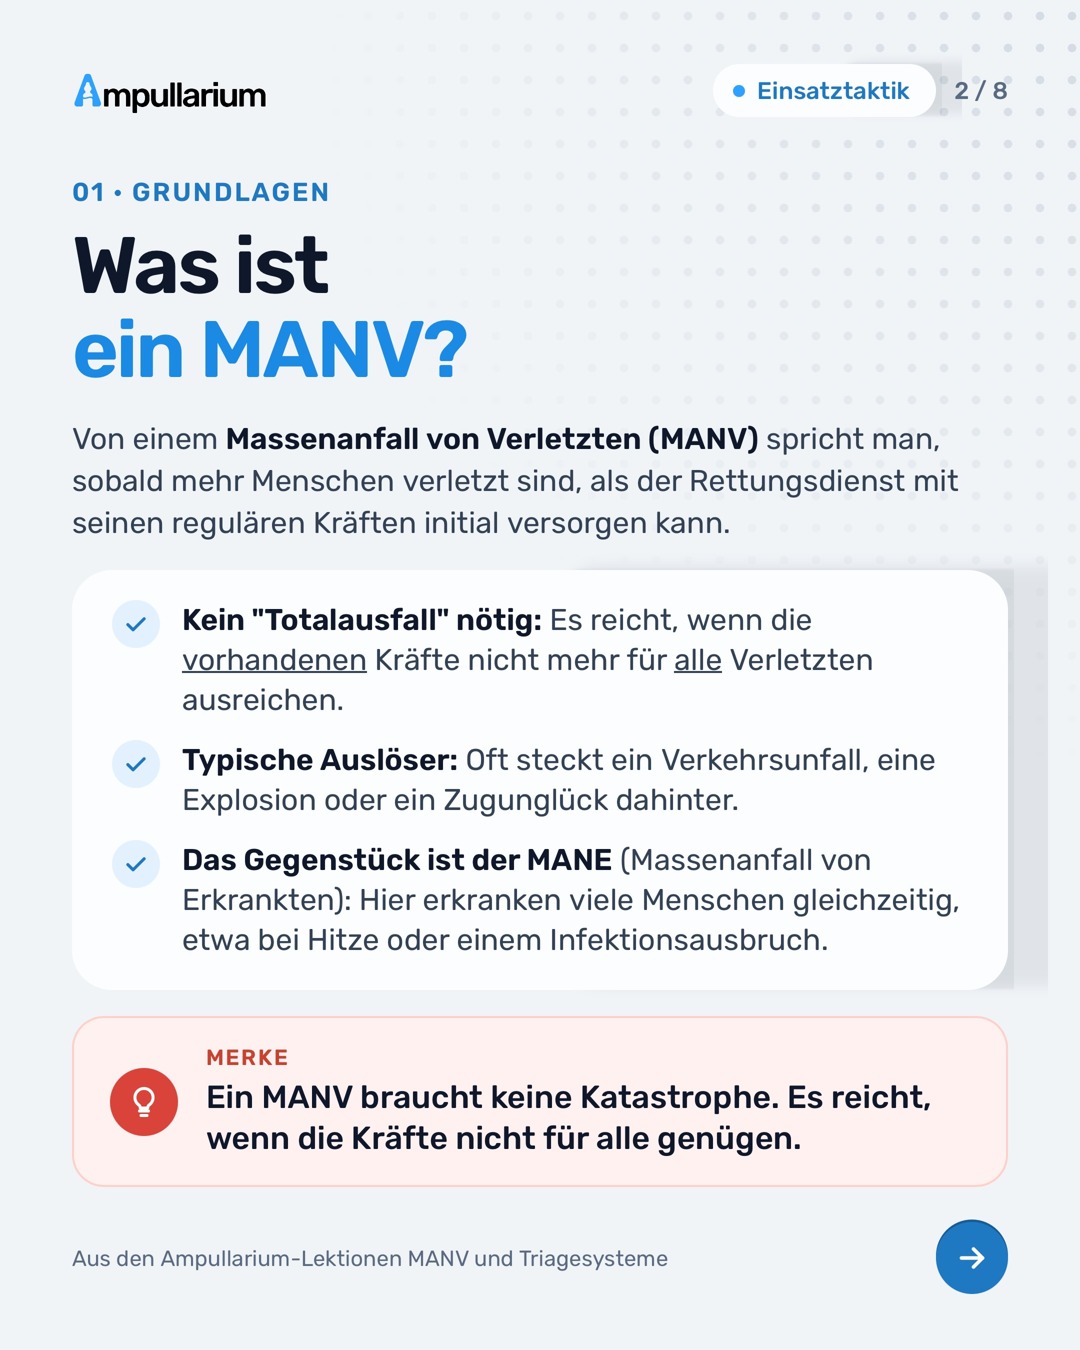 Ampullarium
Einsatztaktik
2 / 8
01 • GRUNDLAGEN
Was ist
ein MANV?
Von einem Massenanfall von Verletzten (MANV) spricht man,
sobald mehr Menschen verletzt sind, als der Rettungsdienst mit
seinen regulären Kräften initial versorgen kann.
Kein "Totalausfall" nötig: Es reicht, wenn die
vorhandenen Kräfte nicht mehr für alle Verletzten
ausreichen.
Typische Auslöser: Oft steckt ein Verkehrsunfall, eine
Explosion oder ein Zugunglück dahinter.
Das Gegenstück ist der MANE (Massenanfall von
Erkrankten): Hier erkranken viele Menschen gleichzeitig,
etwa bei Hitze oder einem Infektionsausbruch.
MERKE
Ein MANV braucht keine Katastrophe. Es reicht,
wenn die Kräfte nicht für alle genügen.
Aus den Ampullarium-Lektionen MANV und Triagesysteme